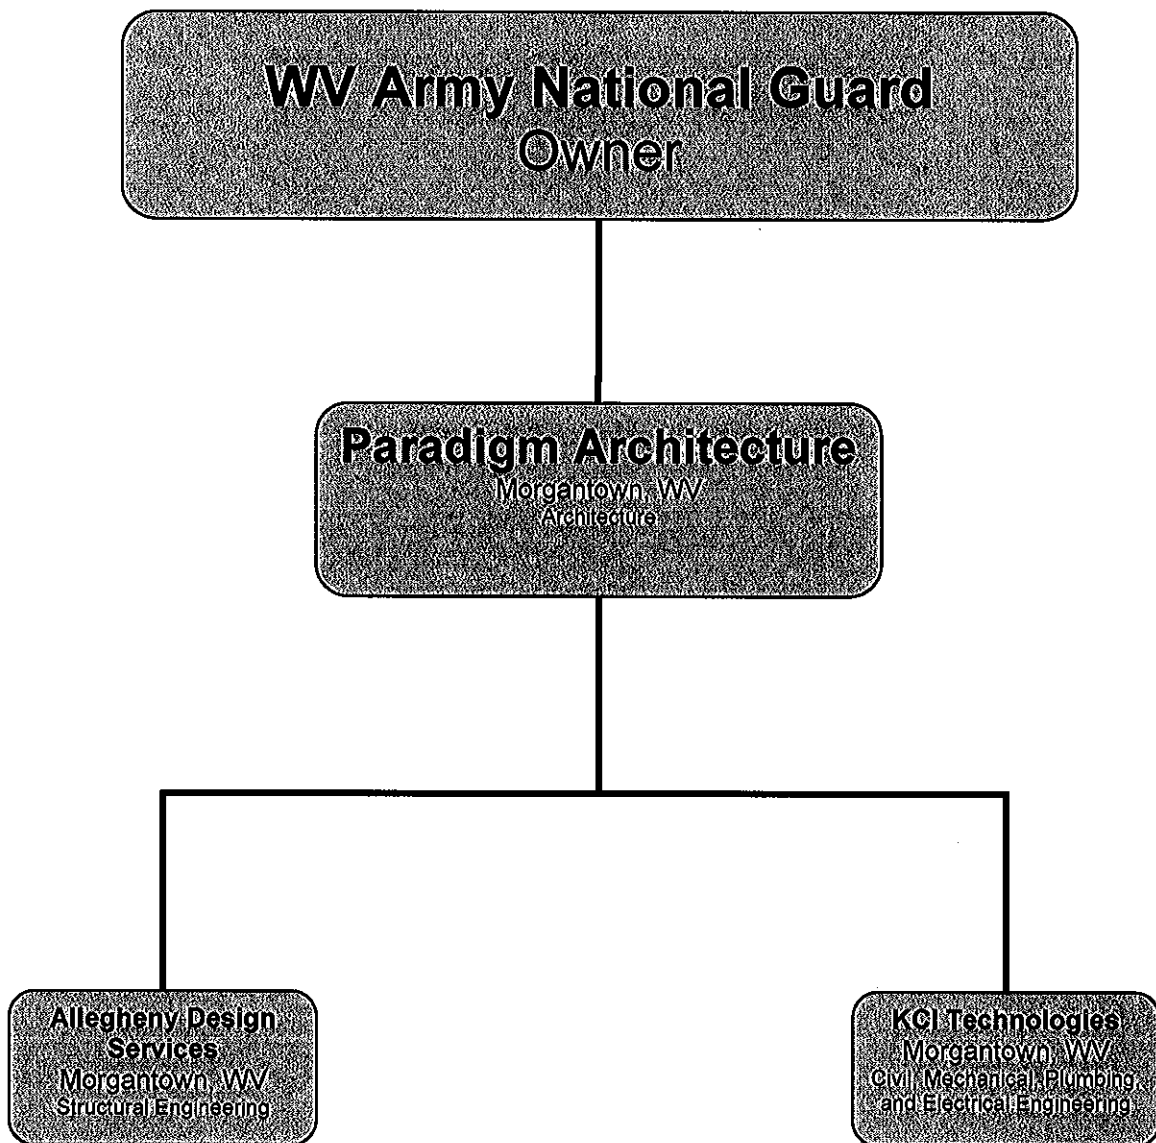 WV Army National Guard
Owner
Paradigm Architecture
Morgantown, WV
Architecture
Allegheny Design
Services
Morgantown, WV
Structural Engineering
KCI Technologies
Morgantown, WV
Civil, Mechanical, Plumbing,
and Electrical Engineering